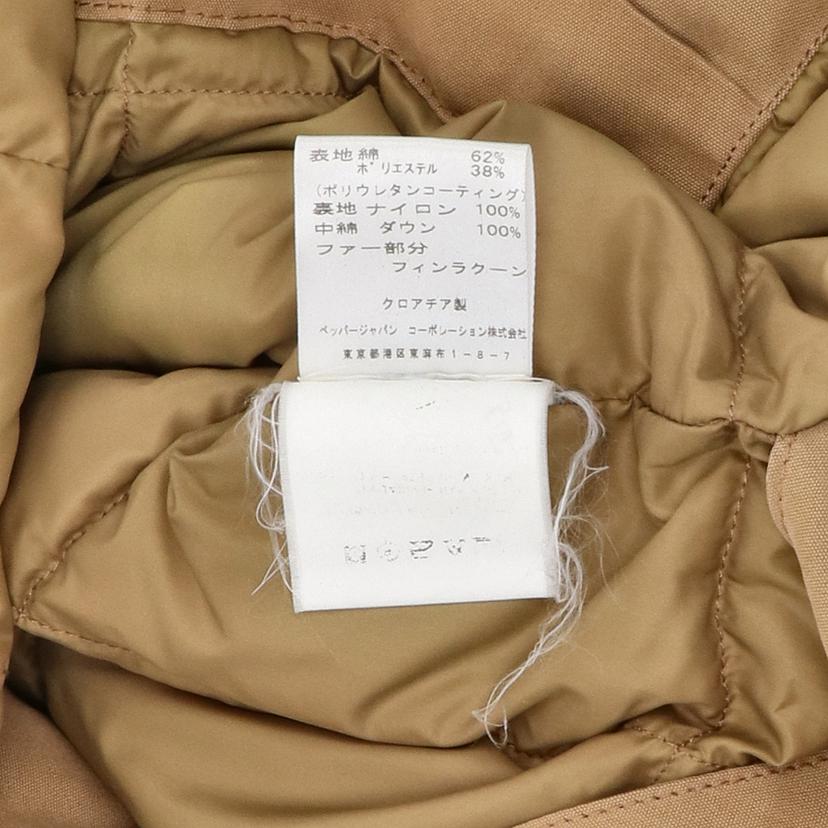 表地綿 62%
ポリエステル 38%
(ポリウレタンコーティング)
裏地 ナイロン 100%
中綿 ダウン 100%
ファー部分
フィンラクーン
クロアチア製
ペッパージャパン コーポレーション株式会社
東京都港区東麻布1-8-7